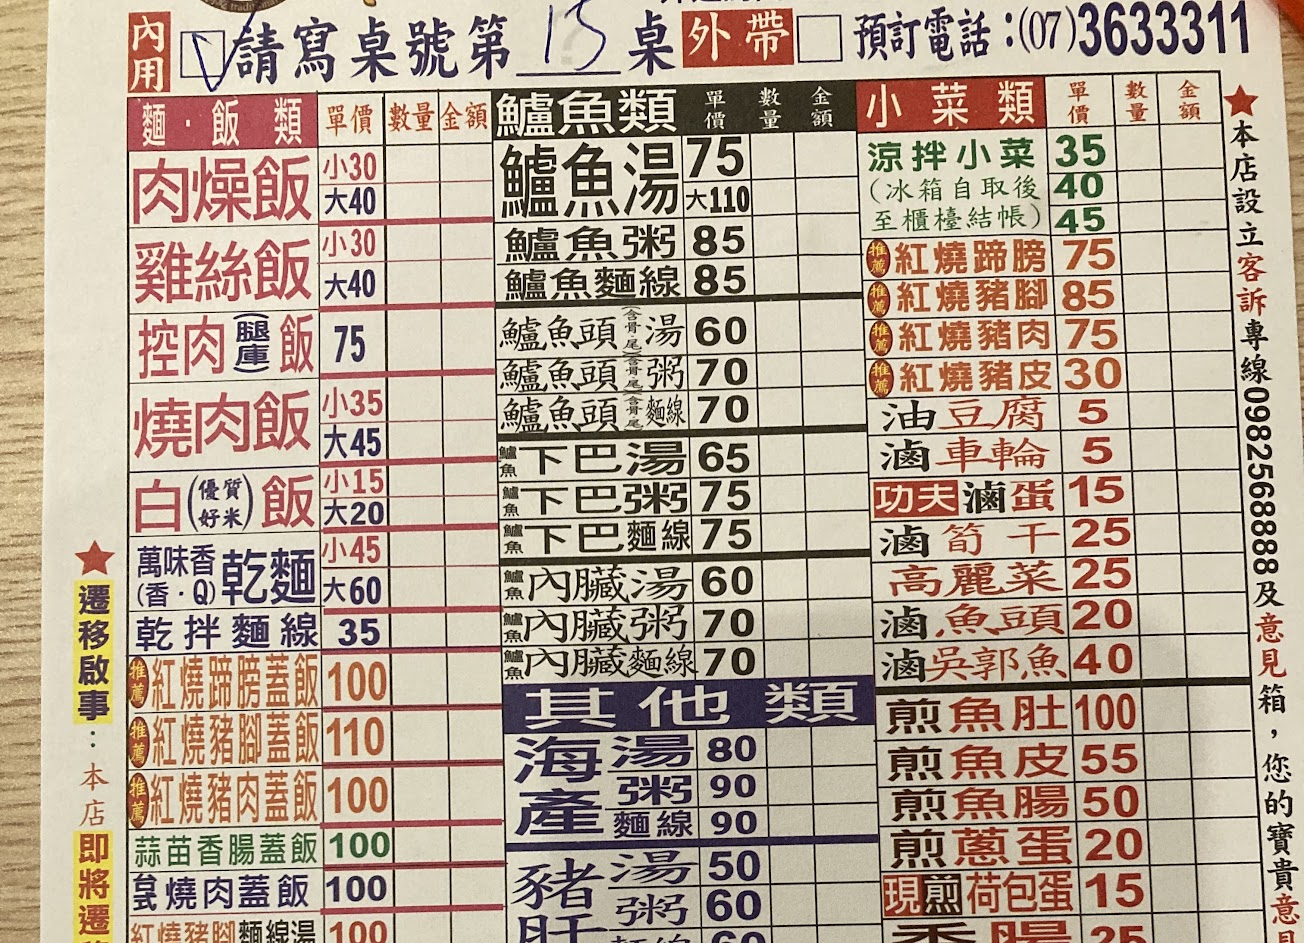 內用 請寫桌號第 15 桌 外帶 預訂電話：(07)3633311
麵．飯類 單價 數量 金額
肉燥飯 小30
大40
雞絲飯 小30
大40
控肉(腿庫)飯 75
燒肉飯 小35
大45
白(優質好米)飯 小15
大20
萬味香(香．Q)乾麵 小45
大60
乾拌麵線 35
推薦 紅燒蹄膀蓋飯 100
推薦 紅燒豬腳蓋飯 110
推薦 紅燒豬肉蓋飯 100
蒜苗香腸蓋飯 100
台式燒肉蓋飯 100
紅燒豬腳麵線湯 100
鱸魚類 單價 數量 金額
鱸魚湯 75
大110
鱸魚粥 85
鱸魚麵線 85
鱸魚頭(含骨、尾)湯 60
鱸魚頭(含骨、尾)粥 70
鱸魚頭(含骨、尾)麵線 70
鱸魚下巴湯 65
鱸魚下巴粥 75
鱸魚下巴麵線 75
鱸魚內臟湯 60
鱸魚內臟粥 70
鱸魚內臟麵線 70
其他類
海產 湯 80
粥 90
麵線 90
豬肝 湯 50
粥 60
麵線 60
小菜類 單價 數量 金額
涼拌小菜 35
(冰箱自取後 40
至櫃檯結帳) 45
推薦 紅燒蹄膀 75
推薦 紅燒豬腳 85
推薦 紅燒豬肉 75
推薦 紅燒豬皮 30
油豆腐 5
滷車輪 5
功夫滷蛋 15
滷筍干 25
高麗菜 25
滷魚頭 20
滷吳郭魚 40
煎魚肚 100
煎魚皮 55
煎魚腸 50
煎蔥蛋 20
現煎荷包蛋 15
香腸 25
★遷移啟事：本店即將遷
★本店設立客訴專線0982568888及意見箱，您的寶貴意見